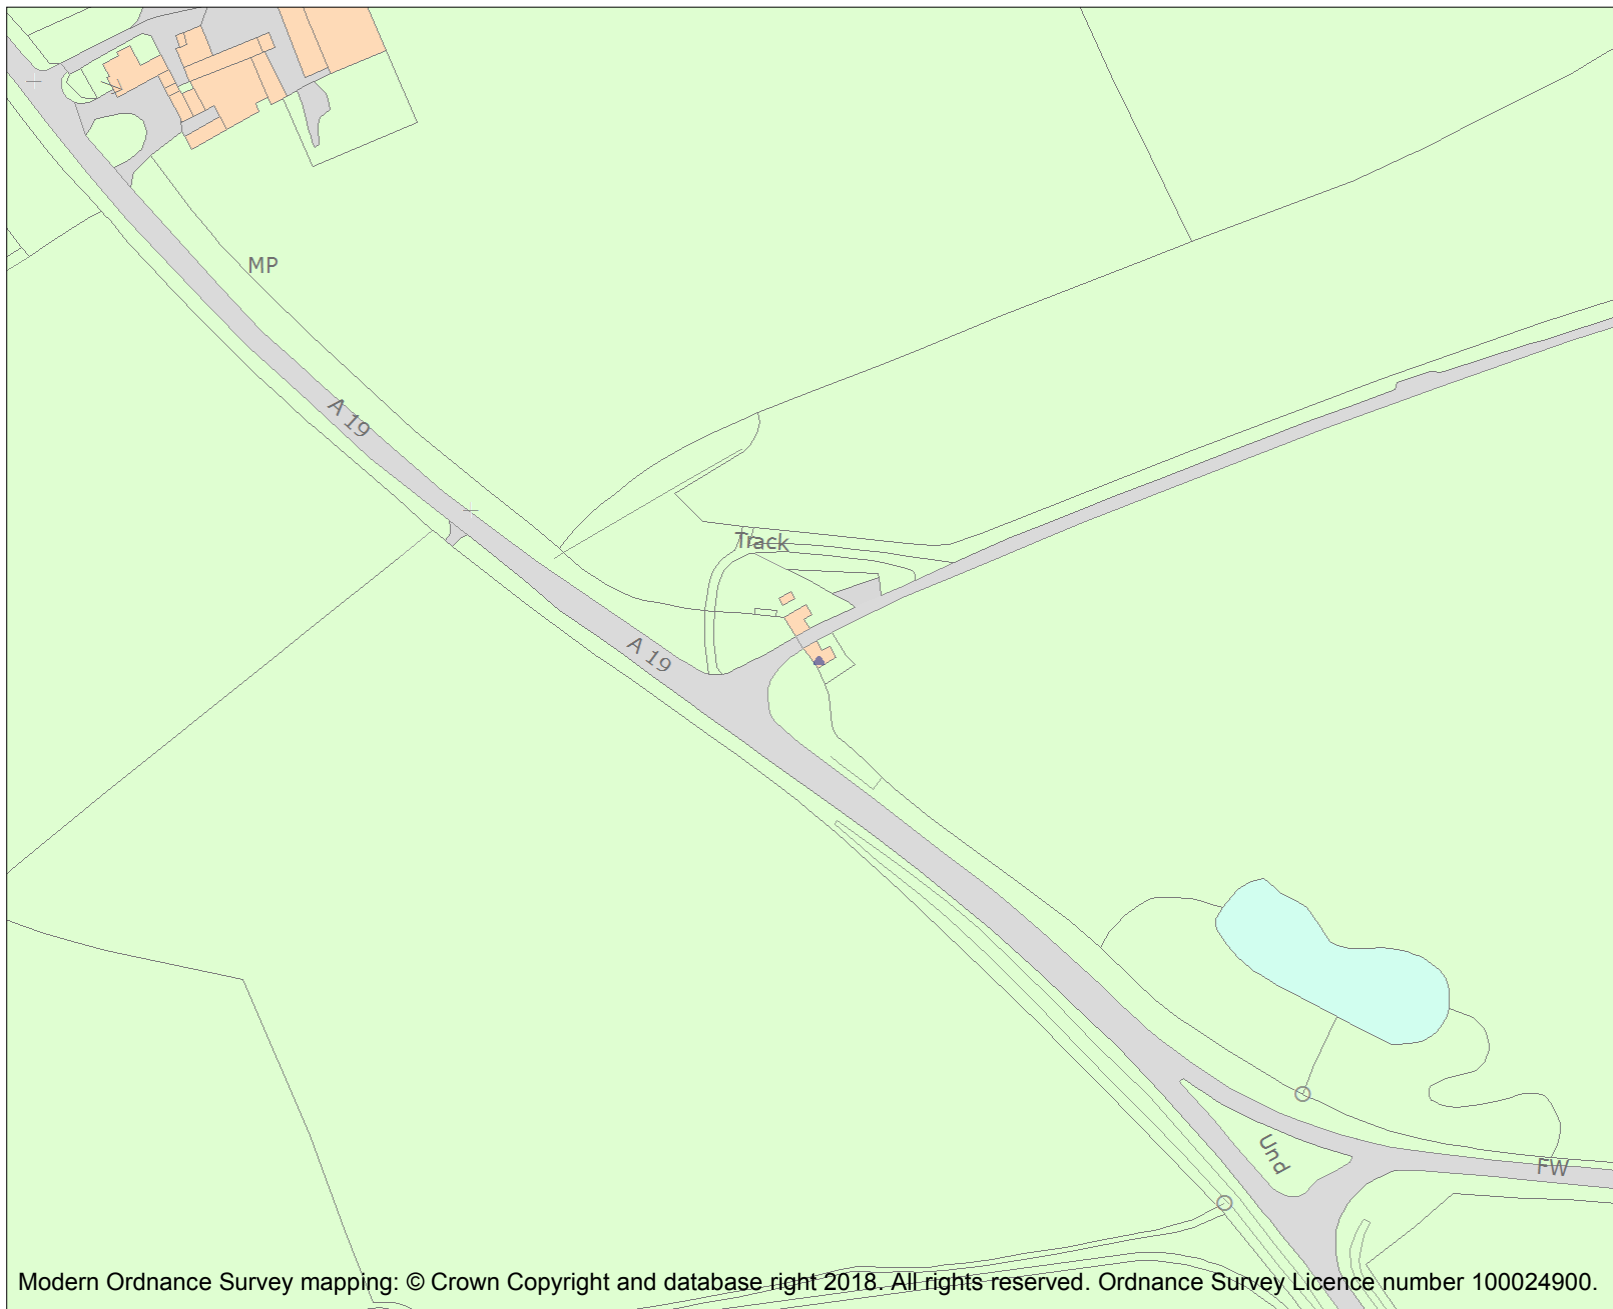 MP
A 19
Track
A 19
Und
FW
Modern Ordnance Survey mapping: © Crown Copyright and database right 2018. All rights reserved. Ordnance Survey Licence number 100024900.